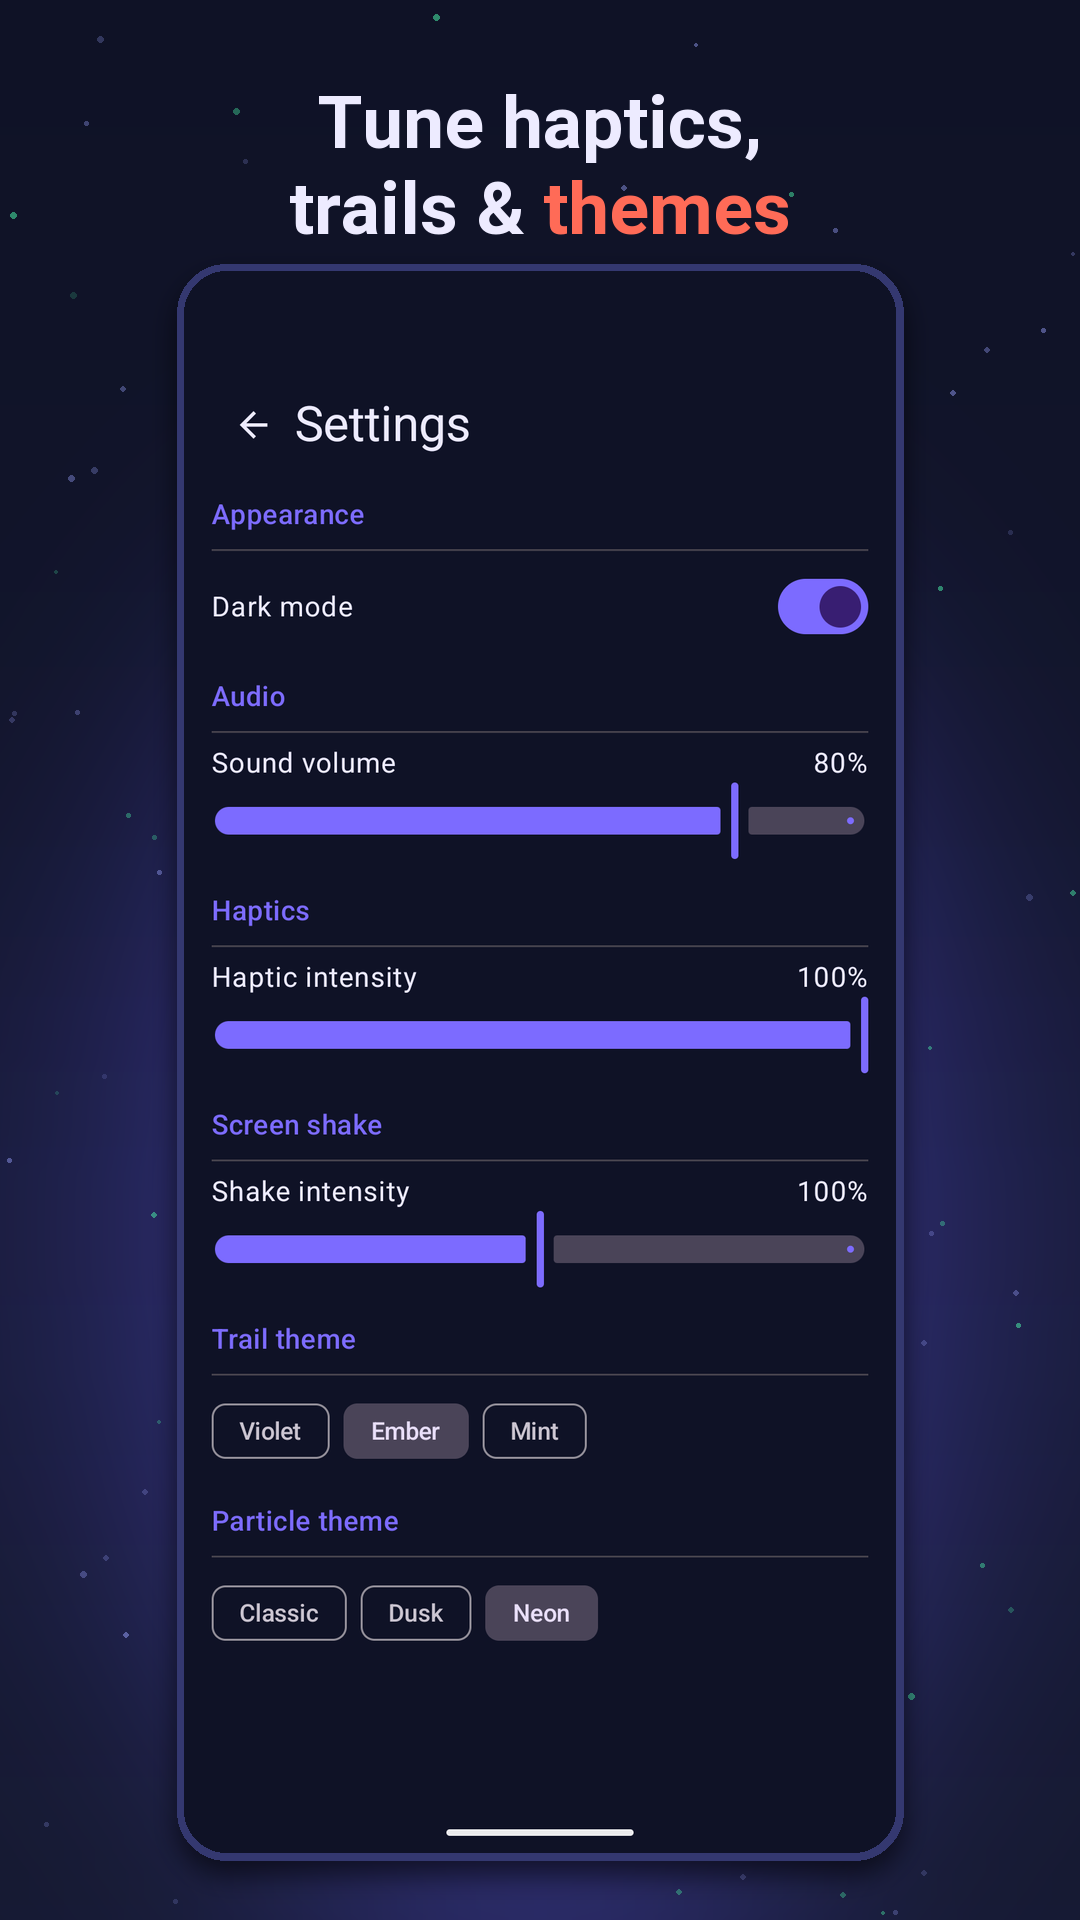 Tune haptics,
trails & themes
Settings
Appearance
Dark mode
Audio
Sound volume 80%
Haptics
Haptic intensity 100%
Screen shake
Shake intensity 100%
Trail theme
Violet Ember Mint
Particle theme
Classic Dusk Neon